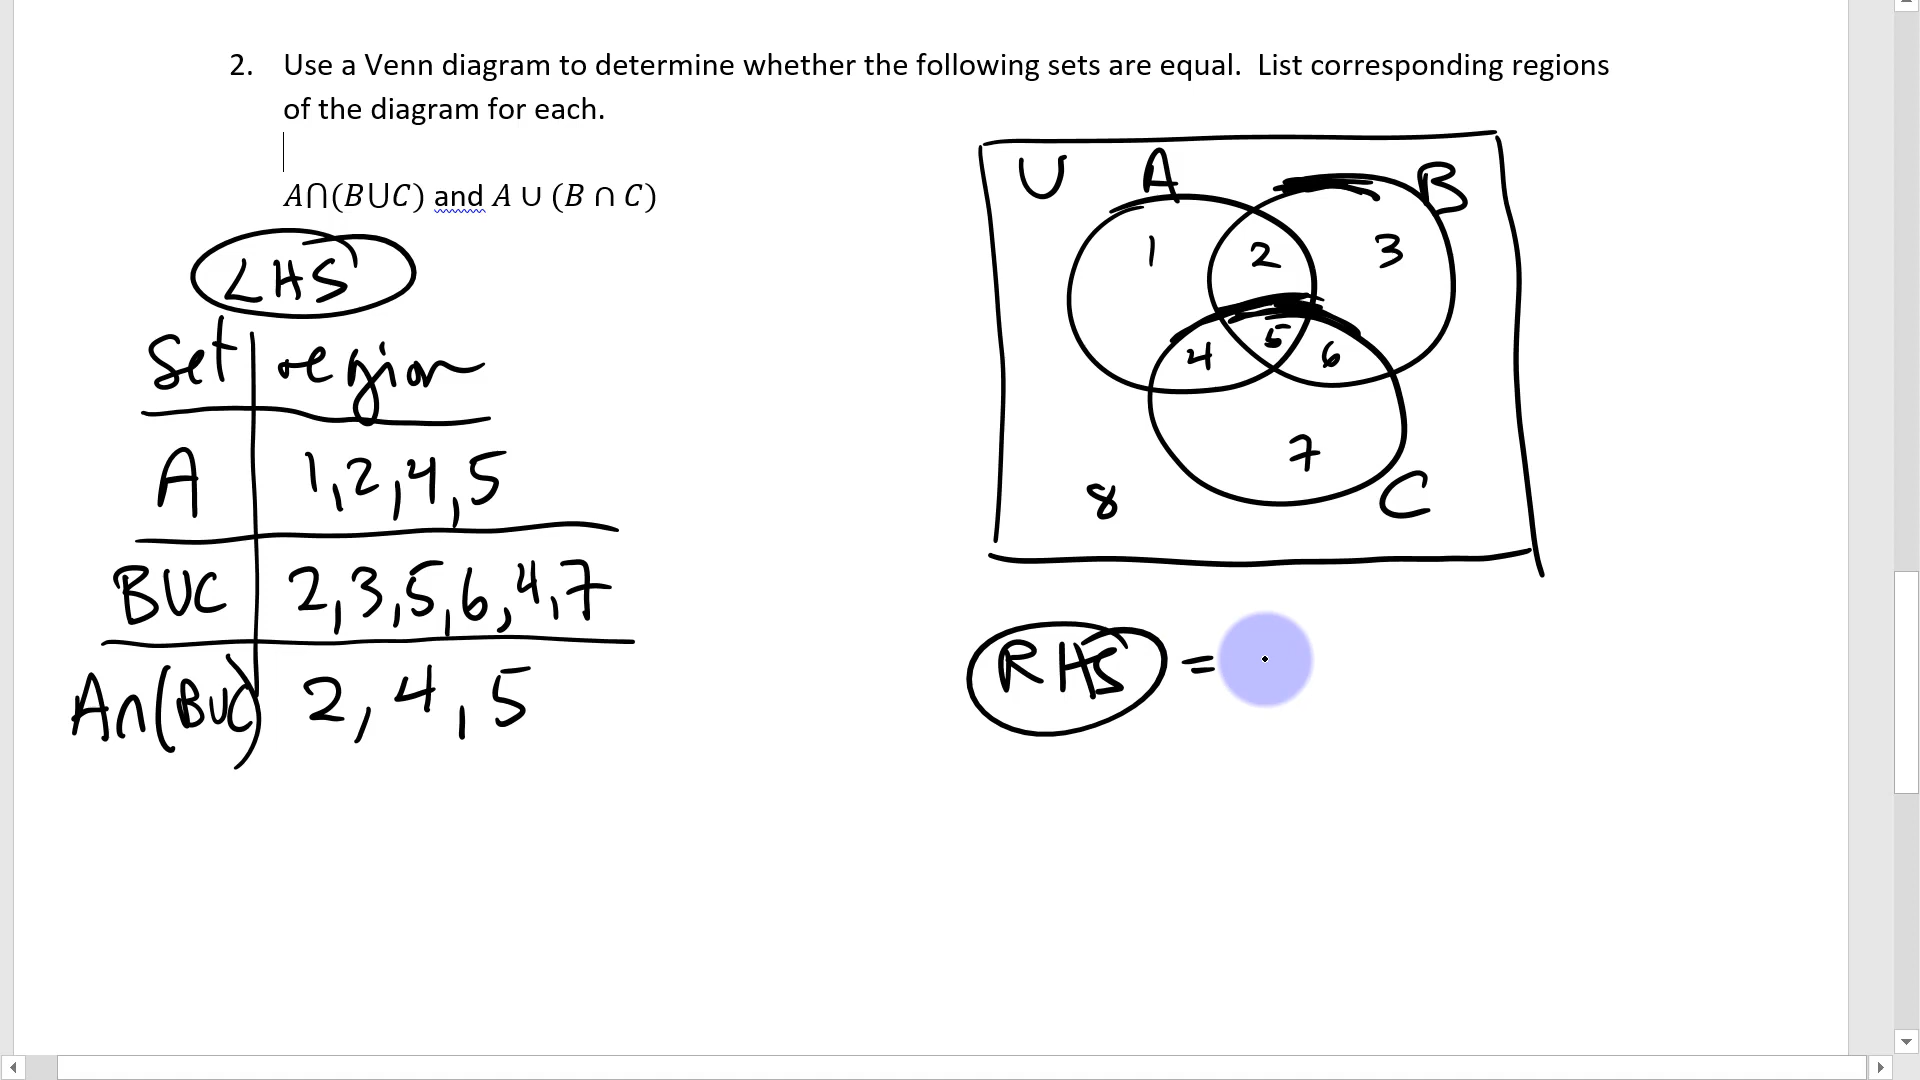 2. Use a Venn diagram to determine whether the following sets are equal. List corresponding regions
of the diagram for each.
A∩(B∪C) and A ∪ (B ∩ C)
LHS
Set region
A 1,2,4,5
B∪C 2,3,5,6,4,7
A∩(B∪C) 2,4,5
U A B
1 2 3
4 5 6
7
8 C
RHS =